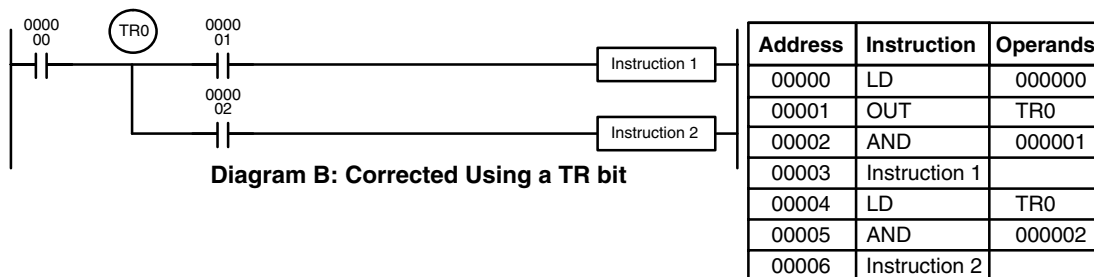 0000
00
TR0
0000
01
Instruction 1
0000
02
Instruction 2
Diagram B: Corrected Using a TR bit
Address Instruction Operands
00000 LD 000000
00001 OUT TR0
00002 AND 000001
00003 Instruction 1
00004 LD TR0
00005 AND 000002
00006 Instruction 2